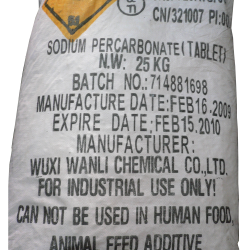 CN/321007 PI:00
SODIUM PERCARBONATE(TABLET)
N.W: 25 KG
BATCH NO.:714881698
MANUFACTURE DATE:FEB16.2009
EXPIRE DATE:FEB15.2010
MANUFACTURER:
WUXI WANLI CHEMICAL CO.,LTD.
FOR INDUSTRIAL USE ONLY!
CAN NOT BE USED IN HUMAN FOOD,
ANIMAL FEED ADDITIVE